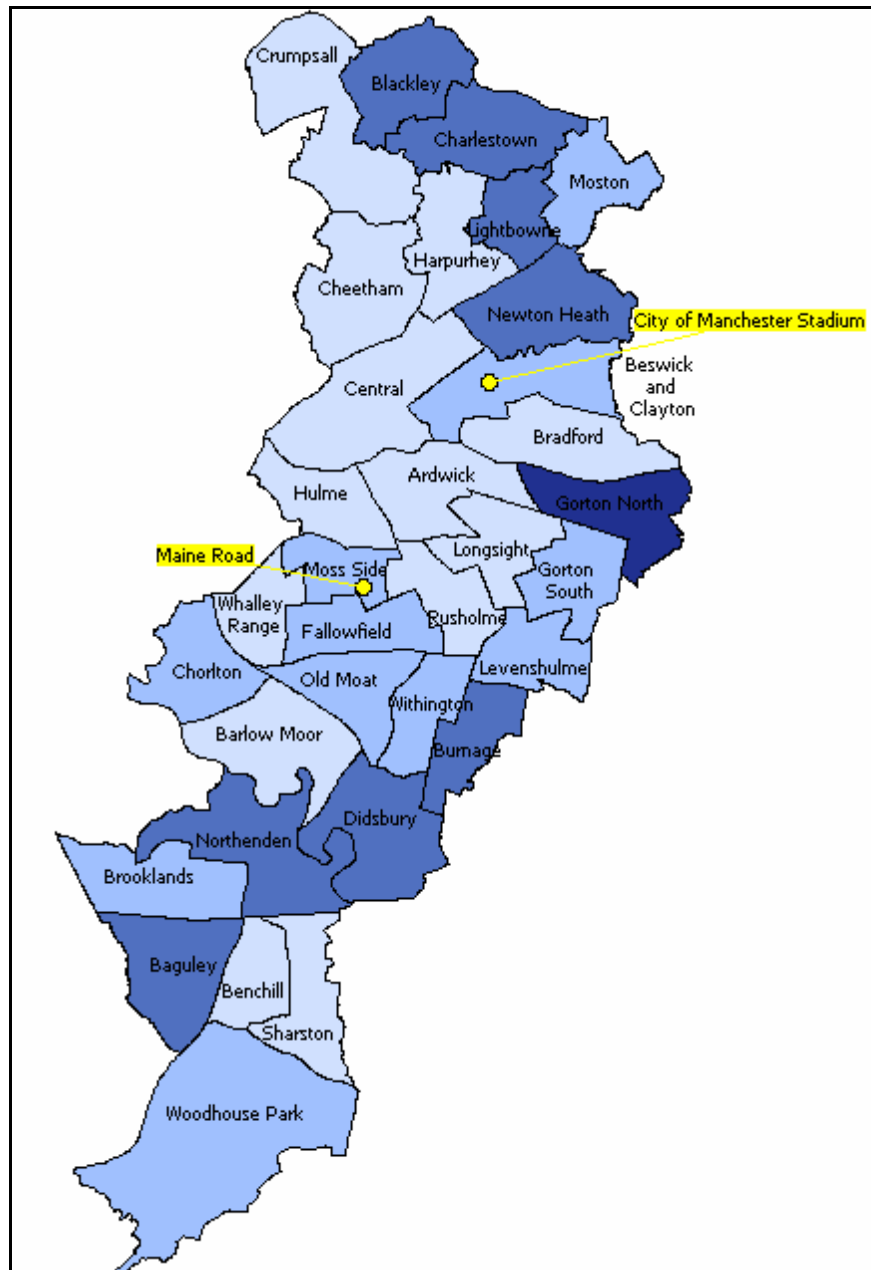 Crumpsall
Blackley
Charlestown
Moston
Lightbowne
Harpurhey
Cheetham
Newton Heath
City of Manchester Stadium
Central
Beswick
and
Clayton
Bradford
Ardwick
Hulme
Gorton North
Maine Road
Moss Side
Longsight
Gorton
South
Whalley
Range
Rusholme
Fallowfield
Chorlton
Old Moat
Levenshulme
Withington
Barlow Moor
Burnage
Didsbury
Northenden
Brooklands
Baguley
Benchill
Sharston
Woodhouse Park